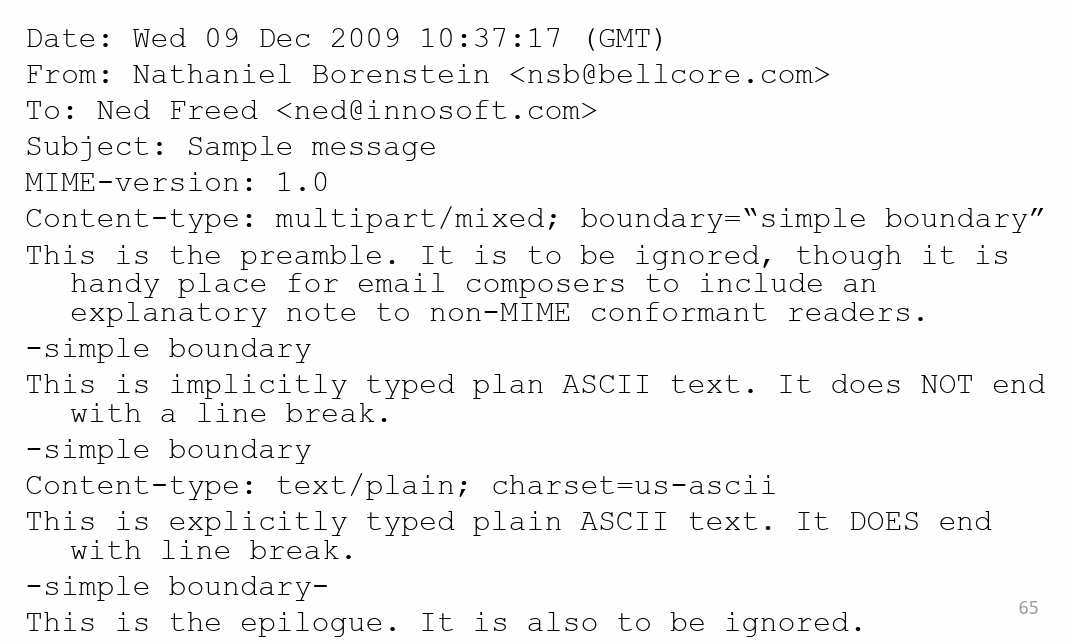 Date: Wed 09 Dec 2009 10:37:17 (GMT)
From: Nathaniel Borenstein <nsb@bellcore.com>
To: Ned Freed <ned@innosoft.com>
Subject: Sample message
MIME-version: 1.0
Content-type: multipart/mixed; boundary=“simple boundary”
This is the preamble. It is to be ignored, though it is
handy place for email composers to include an
explanatory note to non-MIME conformant readers.
-simple boundary
This is implicitly typed plan ASCII text. It does NOT end
with a line break.
-simple boundary
Content-type: text/plain; charset=us-ascii
This is explicitly typed plain ASCII text. It DOES end
with line break.
-simple boundary-
This is the epilogue. It is also to be ignored.
65